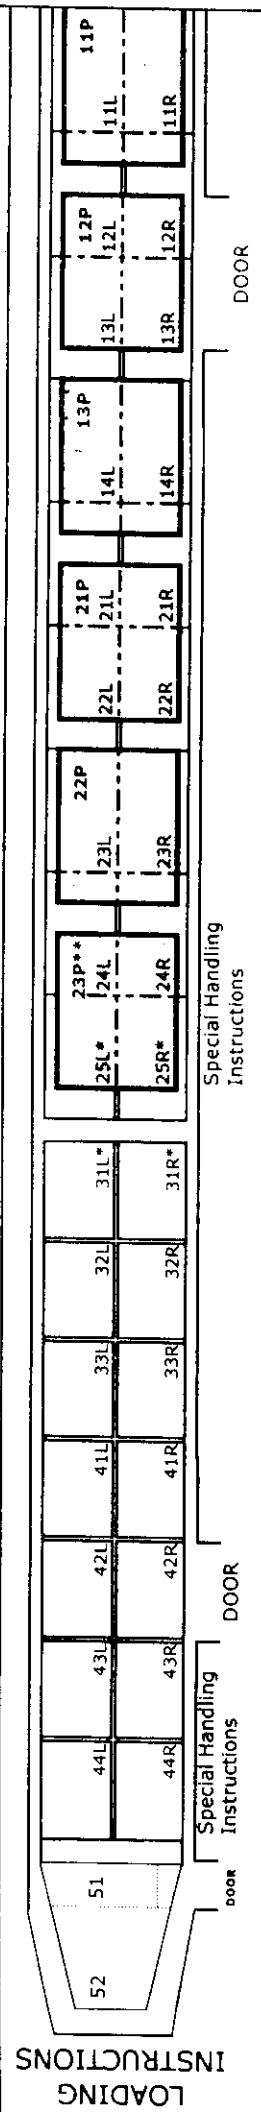 LOADING
INSTRUCTIONS
52
51
DOOR
44L
44R
43L
43R
Special Handling
Instructions
42L
42R
DOOR
41L
41R
33L
33R
32L
32R
31L*
31R*
23P**
25L*
24L
25R*
24R
Special Handling
Instructions
22P
23L
23R
21P
22L
21L
22R
21R
13P
14L
14R
12P
13L
12L
13R
12R
DOOR
11P
11L
11R